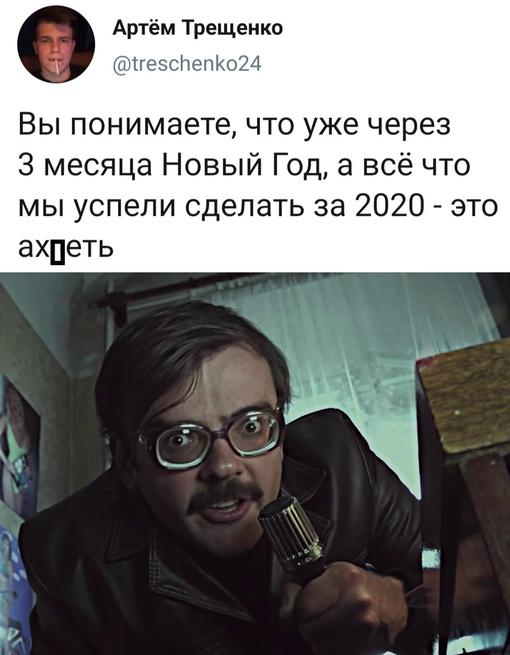 Артём Трещенко
@treschenko24
Вы понимаете, что уже через
3 месяца Новый Год, а всё что
мы успели сделать за 2020 - это
ах▯еть